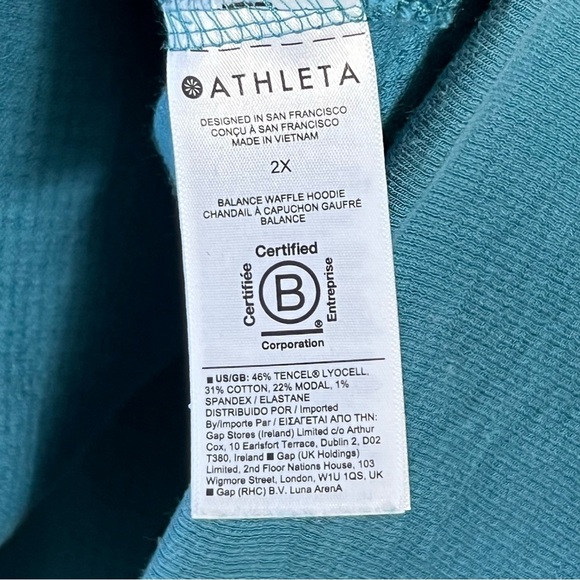 ATHLETA
DESIGNED IN SAN FRANCISCO
CONÇU À SAN FRANCISCO
MADE IN VIETNAM
2X
BALANCE WAFFLE HOODIE
CHANDAIL À CAPUCHON GAUFRÉ
BALANCE
Certified
Certifiée
B
Entreprise
®
Corporation
■ US/GB: 46% TENCEL® LYOCELL,
31% COTTON, 22% MODAL, 1%
SPANDEX / ELASTANE
DISTRIBUIDO POR / Imported
By/Importe Par / ΕΙΣΑΓΕΤΑΙ ΑΠΟ ΤΗΝ:
Gap Stores (Ireland) Limited c/o Arthur
Cox, 10 Earlsfort Terrace, Dublin 2, D02
T380, Ireland ■ Gap (UK Holdings)
Limited, 2nd Floor Nations House, 103
Wigmore Street, London, W1U 1QS, UK
■ Gap (RHC) B.V. Luna ArenA